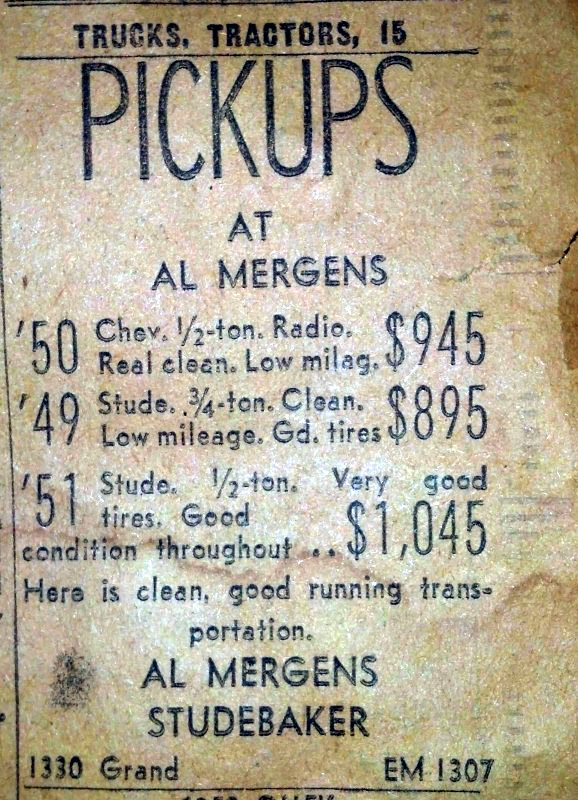 TRUCKS, TRACTORS, 15
PICKUPS
AT
AL MERGENS
'50 Chev. 1/2-ton. Radio. Real clean. Low milag. $945
'49 Stude. 3/4-ton. Clean. Low mileage. Gd. tires $895
'51 Stude. 1/2-ton. Very good
tires. Good
condition throughout .. $1,045
Here is clean, good running trans-
portation.
AL MERGENS
STUDEBAKER
1330 Grand EM 1307